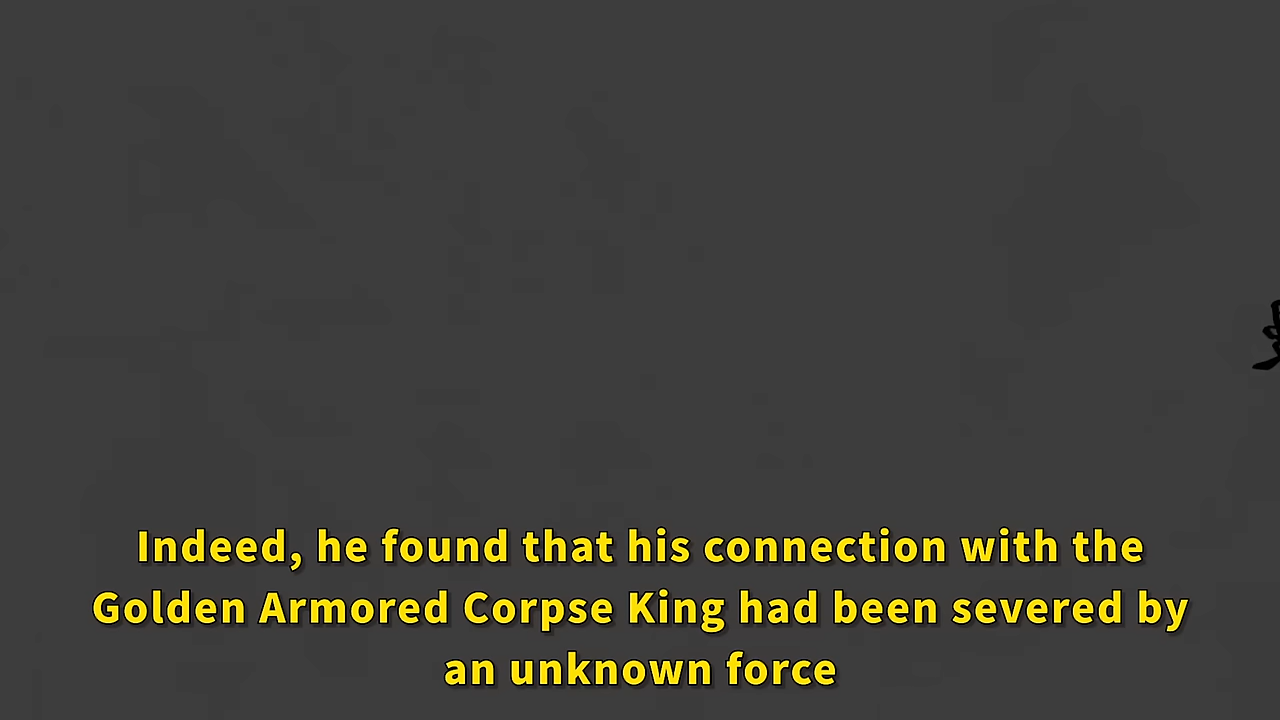 Indeed, he found that his connection with the
Golden Armored Corpse King had been severed by
an unknown force